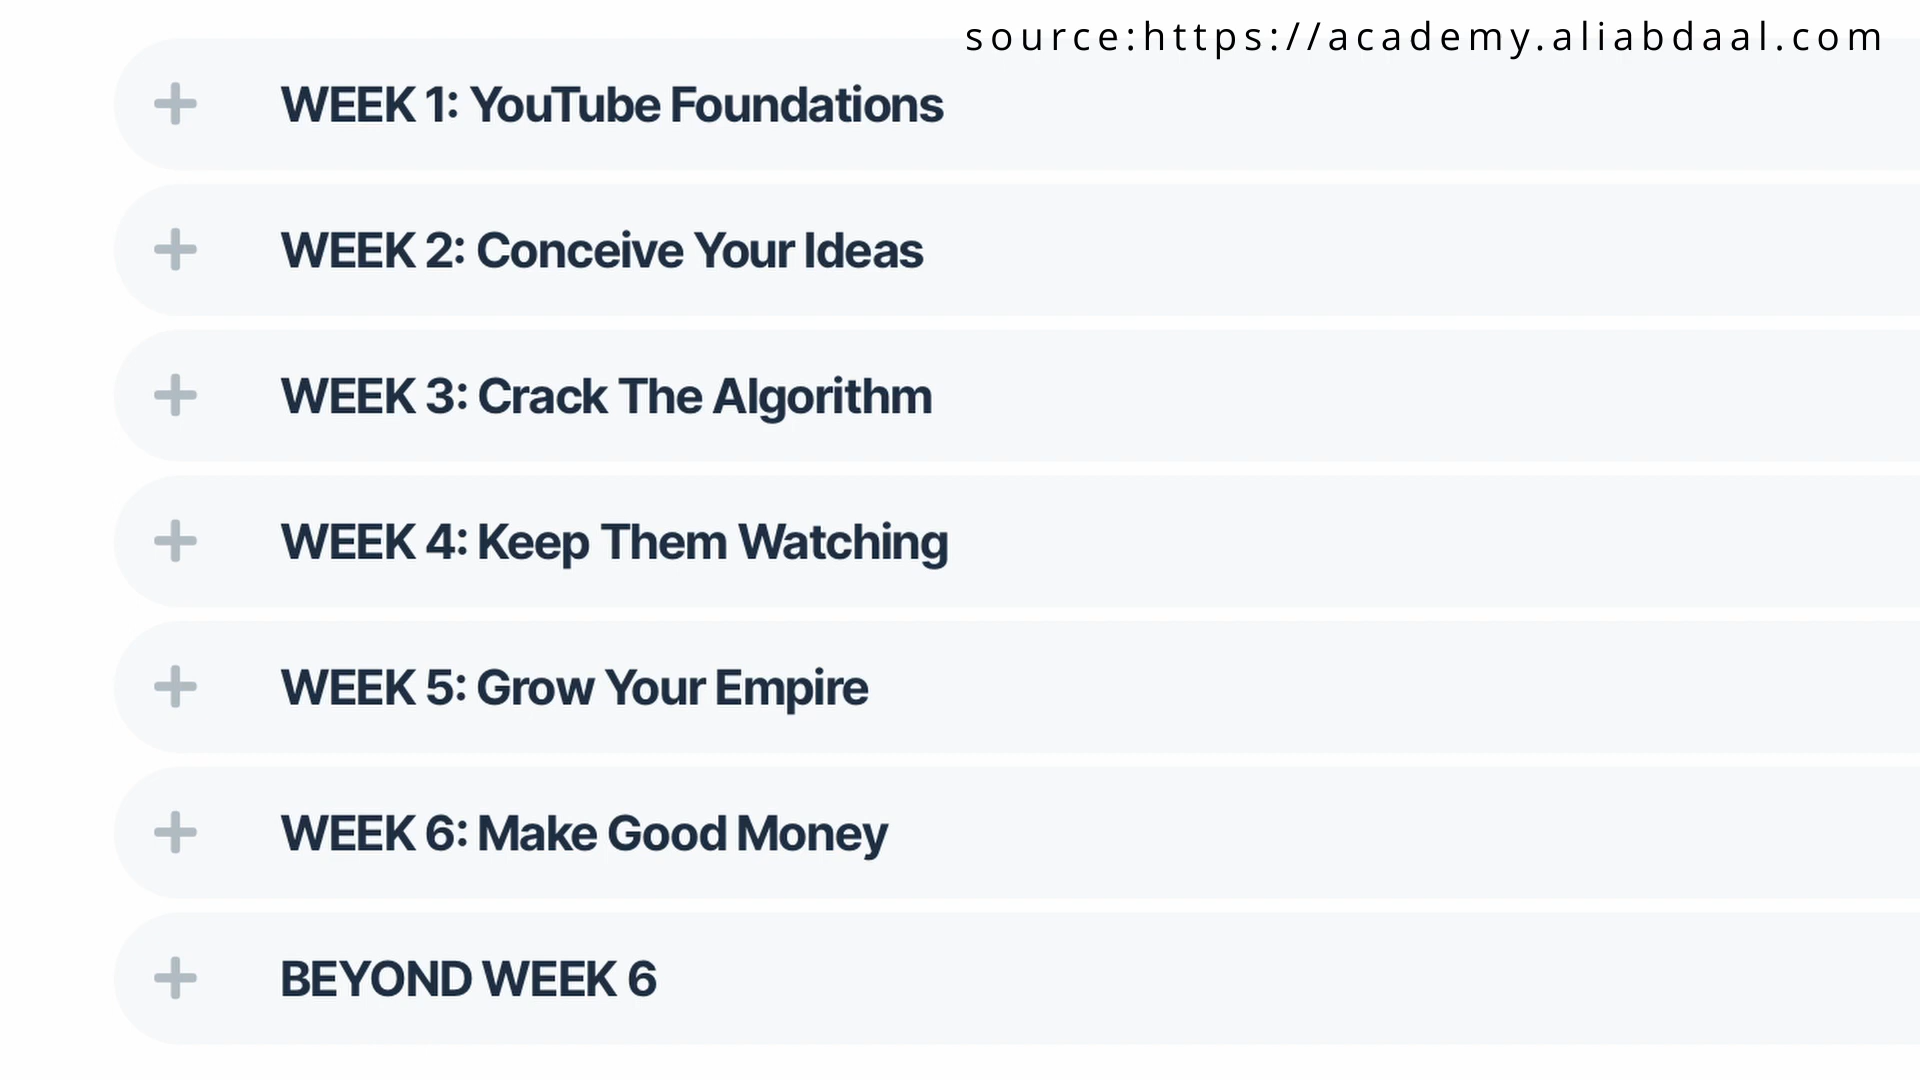 source:https://academy.aliabdaal.com
WEEK 1: YouTube Foundations
WEEK 2: Conceive Your Ideas
WEEK 3: Crack The Algorithm
WEEK 4: Keep Them Watching
WEEK 5: Grow Your Empire
WEEK 6: Make Good Money
BEYOND WEEK 6